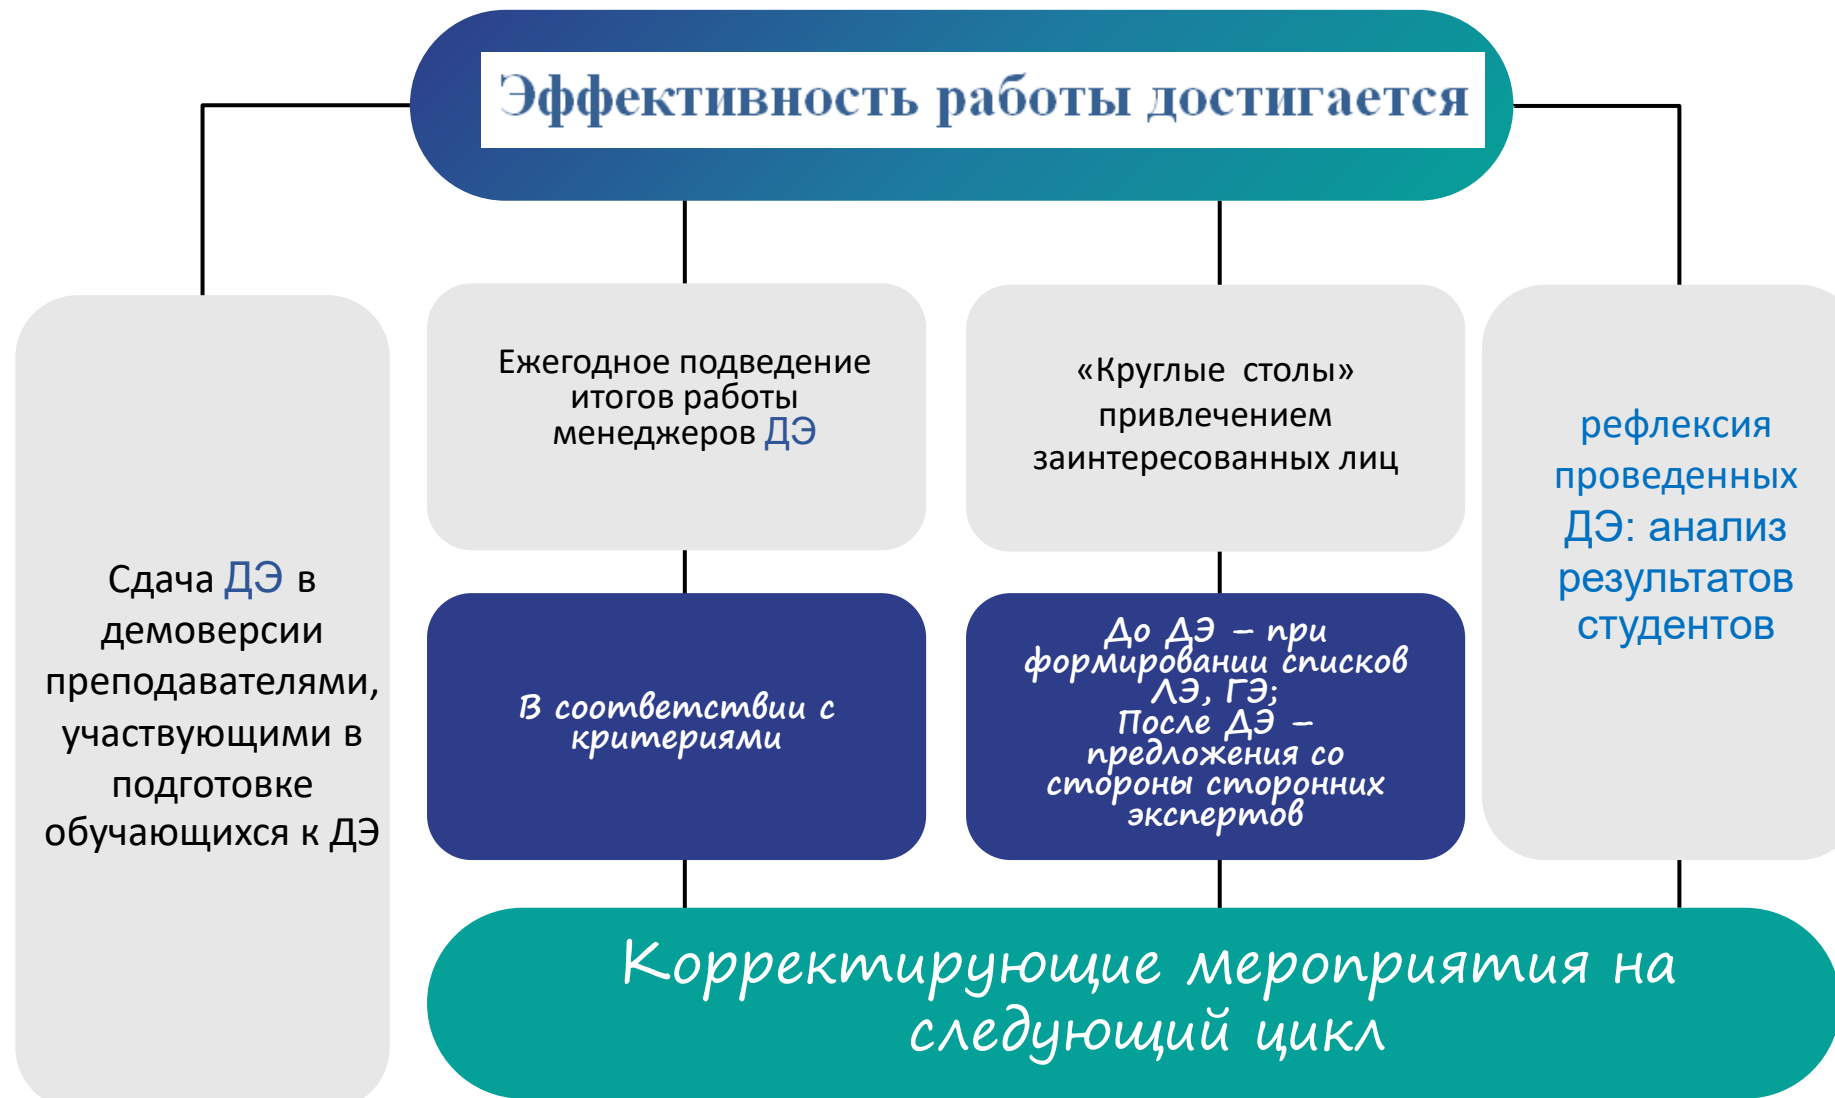 Эффективность работы достигается
Сдача ДЭ в
демоверсии
преподавателями,
участвующими в
подготовке
обучающихся к ДЭ
Ежегодное подведение
итогов работы
менеджеров ДЭ
В соответствии с
критериями
«Круглые столы»
привлечением
заинтересованных лиц
До ДЭ – при
формировании списков
ЛЭ, ГЭ;
После ДЭ –
предложения со
стороны сторонних
экспертов
рефлексия
проведенных
ДЭ: анализ
результатов
студентов
Корректирующие мероприятия на
следующий цикл